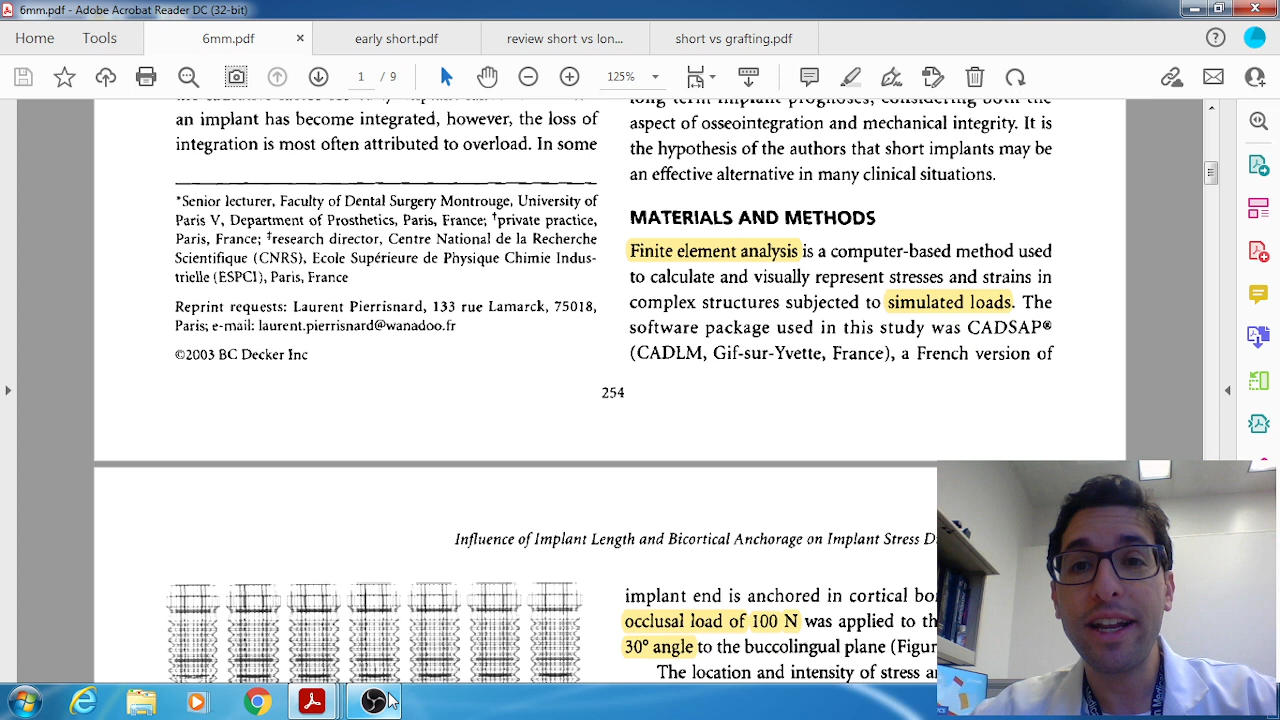 6mm.pdf - Adobe Acrobat Reader DC (32-bit)
Home
Tools
6mm.pdf
early short.pdf
review short vs lon...
short vs grafting.pdf
1 / 9
125%
an implant has become integrated, however, the loss of
integration is most often attributed to overload. In some
*Senior lecturer, Faculty of Dental Surgery Montrouge, University of
Paris V, Department of Prosthetics, Paris, France; †private practice,
Paris, France; ‡research director, Centre National de la Recherche
Scientifique (CNRS), Ecole Supérieure de Physique Chimie Indus-
trielle (ESPCI), Paris, France
Reprint requests: Laurent Pierrisnard, 133 rue Lamarck, 75018,
Paris; e-mail: laurent.pierrisnard@wanadoo.fr
©2003 BC Decker Inc
long term implant prognoses, considering both the
aspect of osseointegration and mechanical integrity. It is
the hypothesis of the authors that short implants may be
an effective alternative in many clinical situations.
MATERIALS AND METHODS
Finite element analysis is a computer-based method used
to calculate and visually represent stresses and strains in
complex structures subjected to simulated loads. The
software package used in this study was CADSAP®
(CADLM, Gif-sur-Yvette, France), a French version of
254
Influence of Implant Length and Bicortical Anchorage on Implant Stress D
implant end is anchored in cortical bo
occlusal load of 100 N was applied to th
30° angle to the buccolingual plane (Figur
The location and intensity of stress a